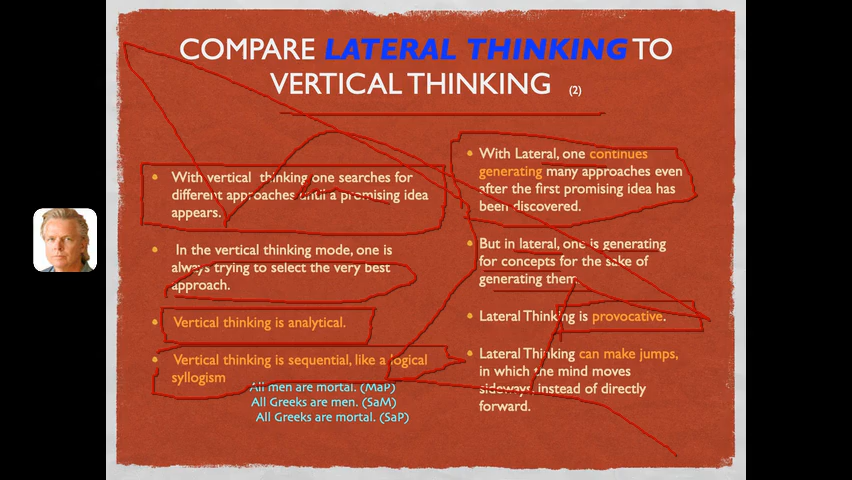 COMPARE LATERAL THINKING TO
VERTICAL THINKING (2)
• With vertical thinking one searches for
different approaches until a promising idea
appears.
• In the vertical thinking mode, one is
always trying to select the very best
approach.
• Vertical thinking is analytical.
• Vertical thinking is sequential, like a logical
syllogism
All men are mortal. (MaP)
All Greeks are men. (SaM)
All Greeks are mortal. (SaP)
• With Lateral, one continues
generating many approaches even
after the first promising idea has
been discovered.
• But in lateral, one is generating
for concepts for the sake of
generating them.
• Lateral Thinking is provocative.
• Lateral Thinking can make jumps,
in which the mind moves
sideways, instead of directly
forward.